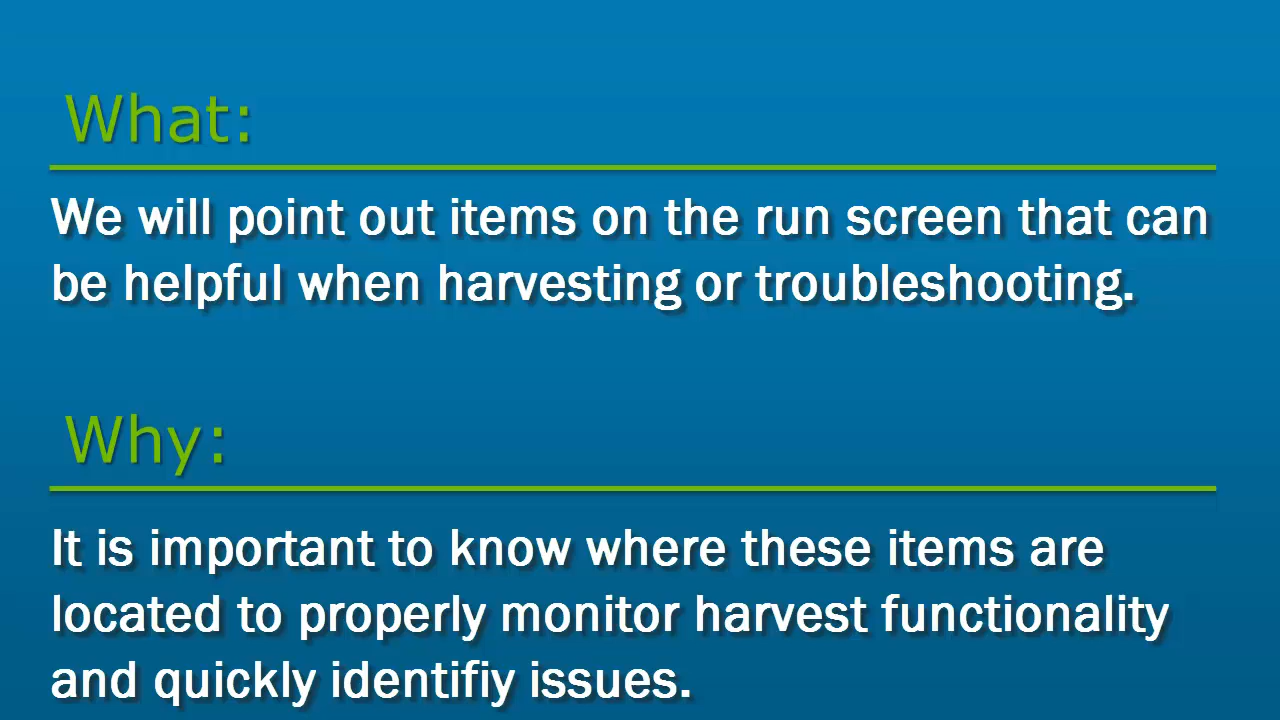 What:
We will point out items on the run screen that can
be helpful when harvesting or troubleshooting.
Why:
It is important to know where these items are
located to properly monitor harvest functionality
and quickly identifiy issues.